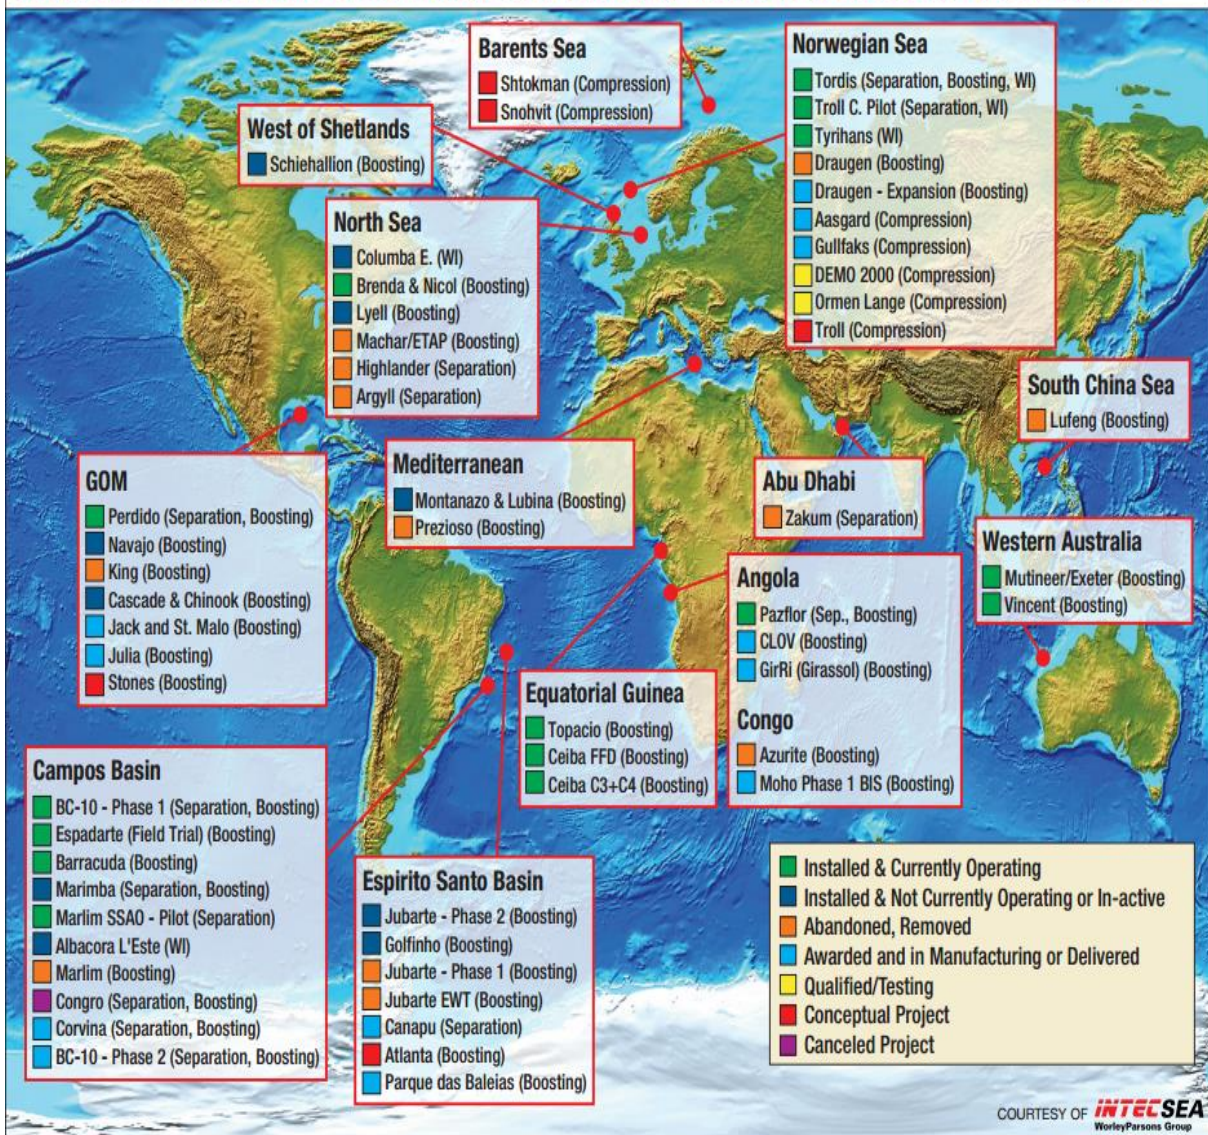 Barents Sea
Shtokman (Compression)
Snohvit (Compression)
Norwegian Sea
Tordis (Separation, Boosting, WI)
Troll C. Pilot (Separation, WI)
Tyrihans (WI)
Draugen (Boosting)
Draugen - Expansion (Boosting)
Aasgard (Compression)
Gullfaks (Compression)
DEMO 2000 (Compression)
Ormen Lange (Compression)
Troll (Compression)
West of Shetlands
Schiehallion (Boosting)
North Sea
Columba E. (WI)
Brenda & Nicol (Boosting)
Lyell (Boosting)
Machar/ETAP (Boosting)
Highlander (Separation)
Argyll (Separation)
South China Sea
Lufeng (Boosting)
GOM
Perdido (Separation, Boosting)
Navajo (Boosting)
King (Boosting)
Cascade & Chinook (Boosting)
Jack and St. Malo (Boosting)
Julia (Boosting)
Stones (Boosting)
Mediterranean
Montanazo & Lubina (Boosting)
Prezioso (Boosting)
Abu Dhabi
Zakum (Separation)
Western Australia
Mutineer/Exeter (Boosting)
Vincent (Boosting)
Angola
Pazflor (Sep., Boosting)
CLOV (Boosting)
GirRi (Girassol) (Boosting)
Congo
Azurite (Boosting)
Moho Phase 1 BIS (Boosting)
Equatorial Guinea
Topacio (Boosting)
Ceiba FFD (Boosting)
Ceiba C3+C4 (Boosting)
Campos Basin
BC-10 - Phase 1 (Separation, Boosting)
Espadarte (Field Trial) (Boosting)
Barracuda (Boosting)
Marimba (Separation, Boosting)
Marlim SSAO - Pilot (Separation)
Albacora L'Este (WI)
Marlim (Boosting)
Congro (Separation, Boosting)
Corvina (Separation, Boosting)
BC-10 - Phase 2 (Separation, Boosting)
Espirito Santo Basin
Jubarte - Phase 2 (Boosting)
Golfinho (Boosting)
Jubarte - Phase 1 (Boosting)
Jubarte EWT (Boosting)
Canapu (Separation)
Atlanta (Boosting)
Parque das Baleias (Boosting)
Installed & Currently Operating
Installed & Not Currently Operating or In-active
Abandoned, Removed
Awarded and in Manufacturing or Delivered
Qualified/Testing
Conceptual Project
Canceled Project
COURTESY OF INTECSEA
WorleyParsons Group